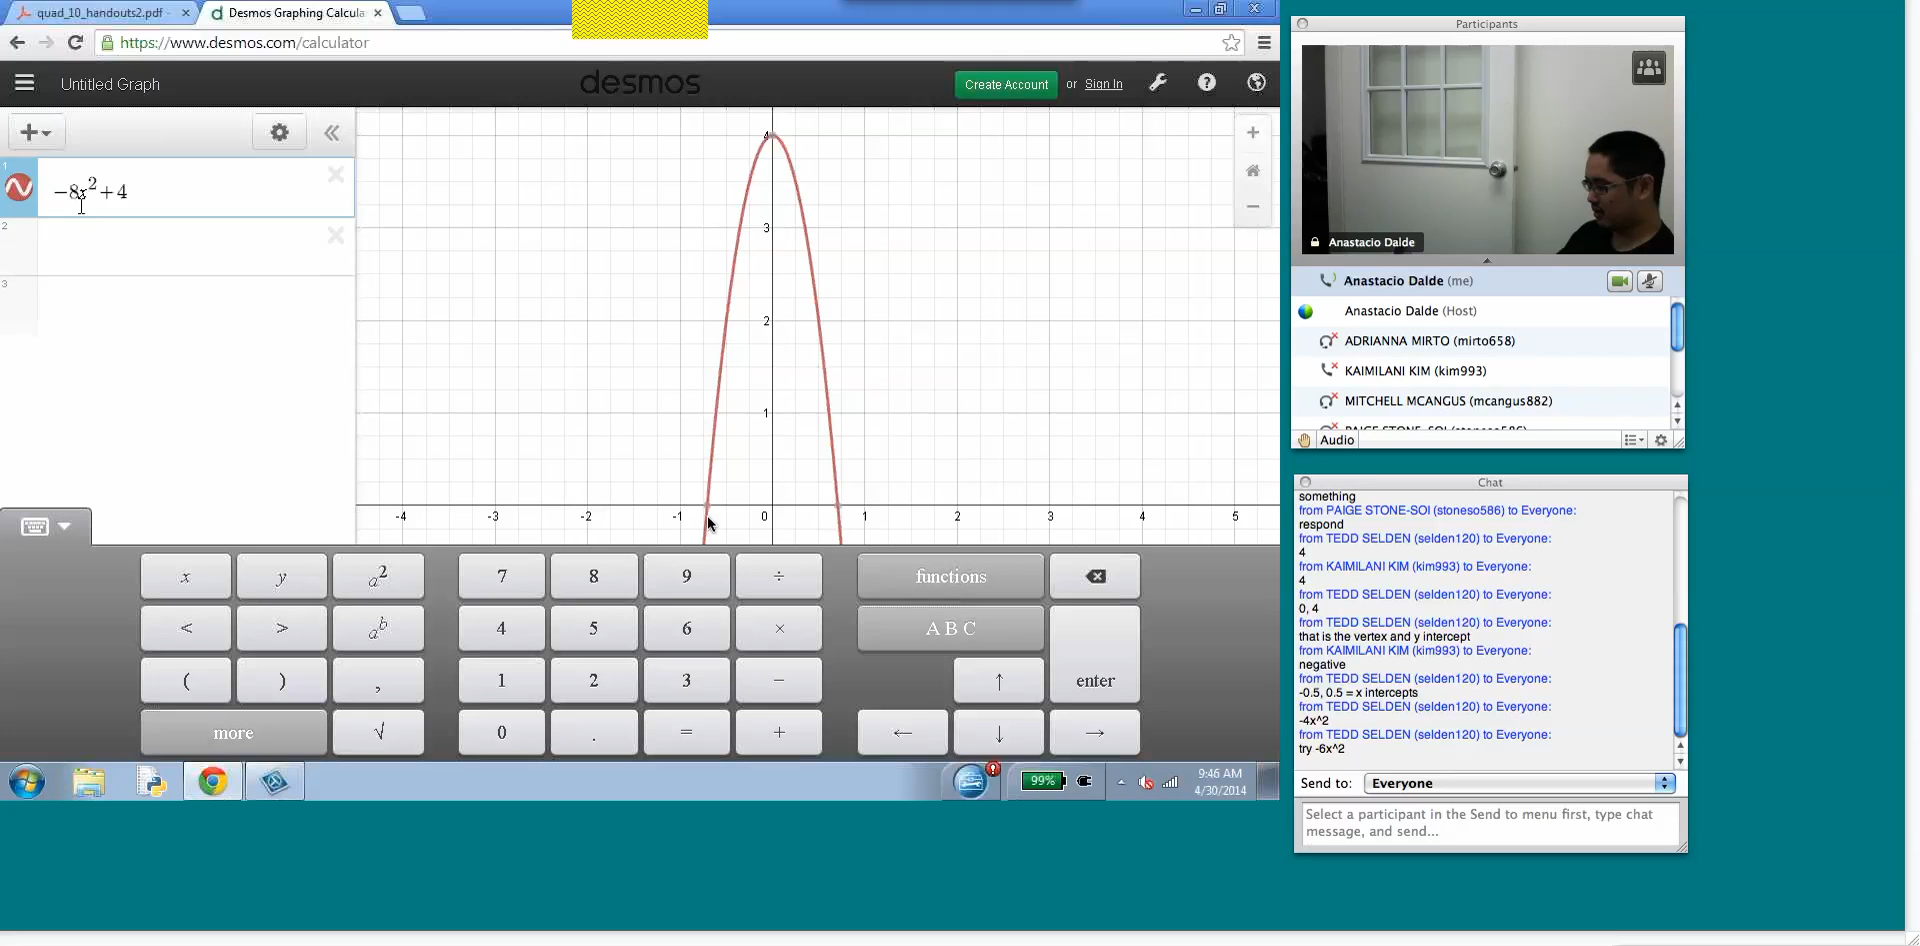 quad_10_handouts2.pdf
Desmos Graphing Calcula
https://www.desmos.com/calculator
Untitled Graph
desmos
Create Account or Sign In
1
−8x²+4
2
3
4
3
2
1
-4 -3 -2 -1 0 1 2 3 4 5
x y a² 7 8 9 ÷ functions
< > aᵇ 4 5 6 × A B C
( ) , 1 2 3 − ↑ enter
more √ 0 . = + ← ↓ →
99%
9:46 AM
4/30/2014
Participants
Anastacio Dalde
Anastacio Dalde (me)
Anastacio Dalde (Host)
ADRIANNA MIRTO (mirto658)
KAIMILANI KIM (kim993)
MITCHELL MCANGUS (mcangus882)
PAIGE STONE-SOI (stoneso586)
Audio
Chat
something
from PAIGE STONE-SOI (stoneso586) to Everyone:
respond
from TEDD SELDEN (selden120) to Everyone:
4
from KAIMILANI KIM (kim993) to Everyone:
4
from TEDD SELDEN (selden120) to Everyone:
0, 4
from TEDD SELDEN (selden120) to Everyone:
that is the vertex and y intercept
from KAIMILANI KIM (kim993) to Everyone:
negative
from TEDD SELDEN (selden120) to Everyone:
-0.5, 0.5 = x intercepts
from TEDD SELDEN (selden120) to Everyone:
-4x^2
from TEDD SELDEN (selden120) to Everyone:
try -6x^2
Send to: Everyone
Select a participant in the Send to menu first, type chat
message, and send...